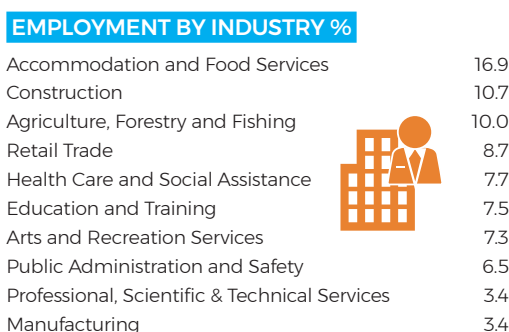 EMPLOYMENT BY INDUSTRY %
Accommodation and Food Services 16.9
Construction 10.7
Agriculture, Forestry and Fishing 10.0
Retail Trade 8.7
Health Care and Social Assistance 7.7
Education and Training 7.5
Arts and Recreation Services 7.3
Public Administration and Safety 6.5
Professional, Scientific & Technical Services 3.4
Manufacturing 3.4